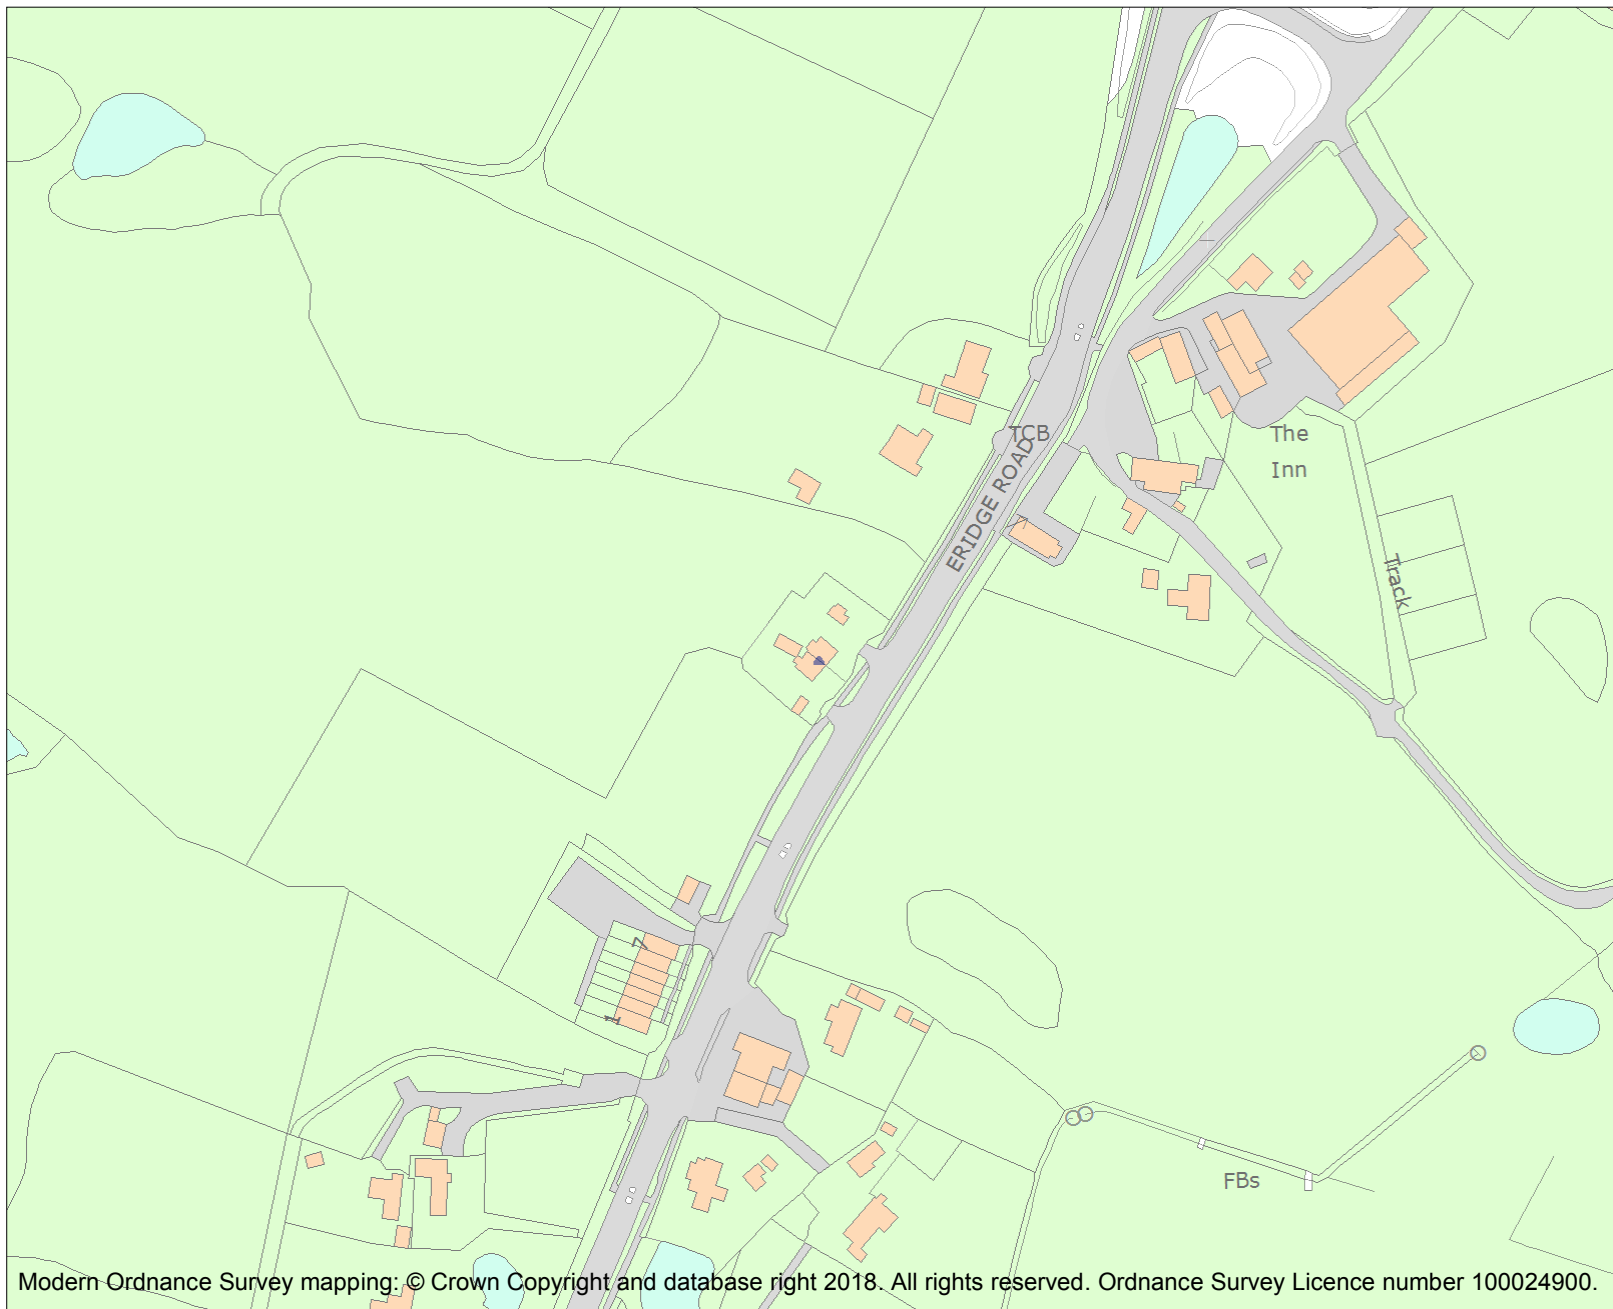 TCB
The
Inn
ERIDGE ROAD
Track
7
1
FBs
Modern Ordnance Survey mapping: © Crown Copyright and database right 2018. All rights reserved. Ordnance Survey Licence number 100024900.